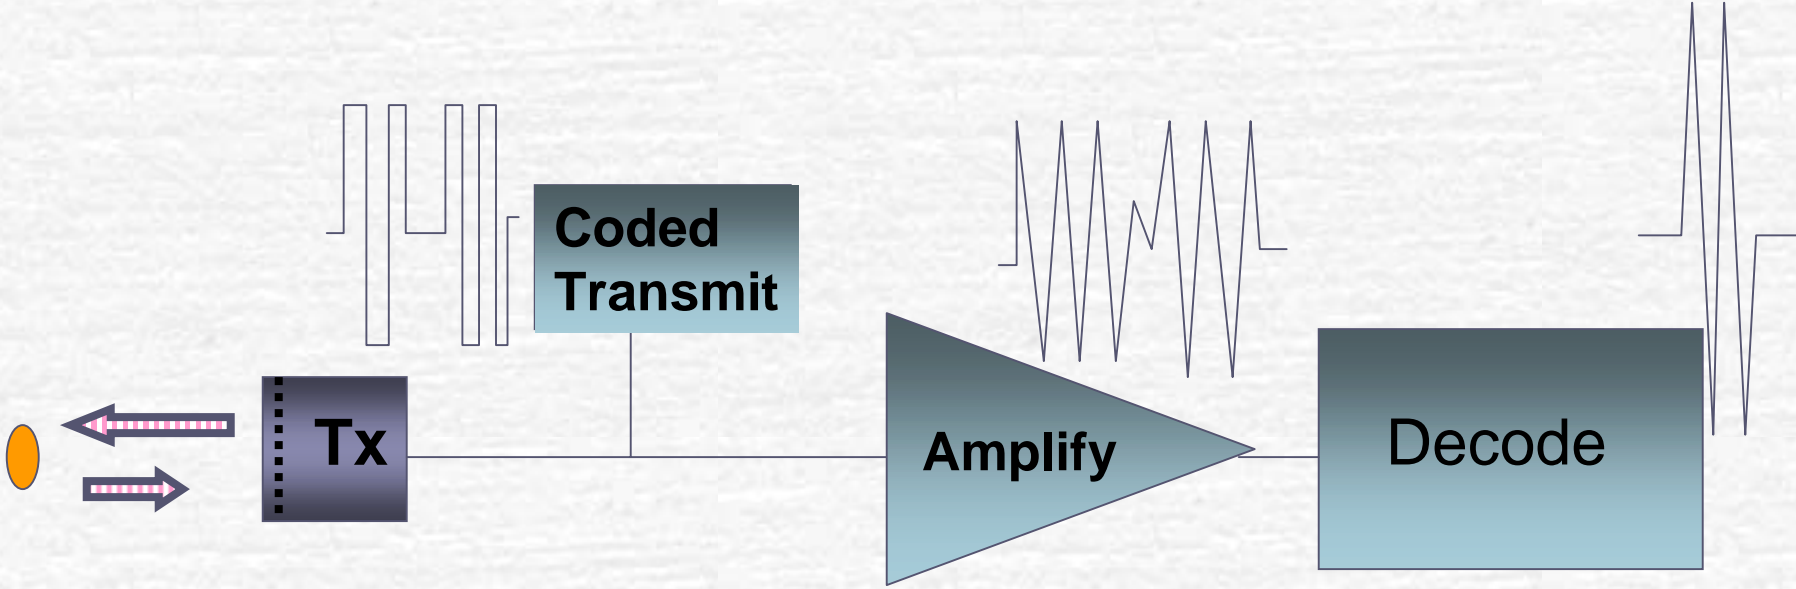 Coded
Transmit
Tx
Amplify
Decode